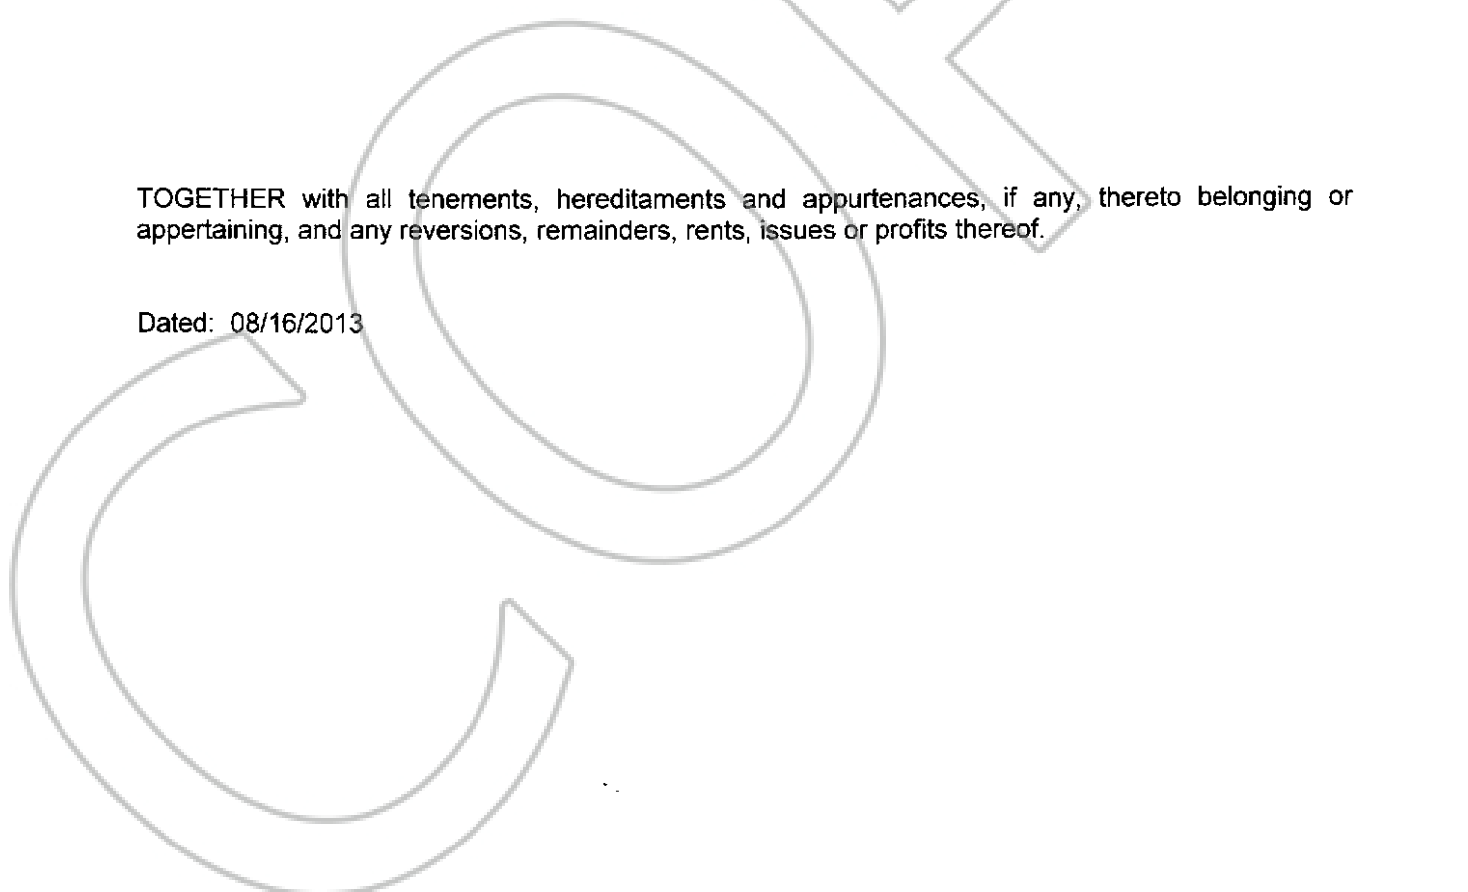 TOGETHER with all tenements, hereditaments and appurtenances, if any, thereto belonging or
appertaining, and any reversions, remainders, rents, issues or profits thereof.
Dated: 08/16/2013
COP